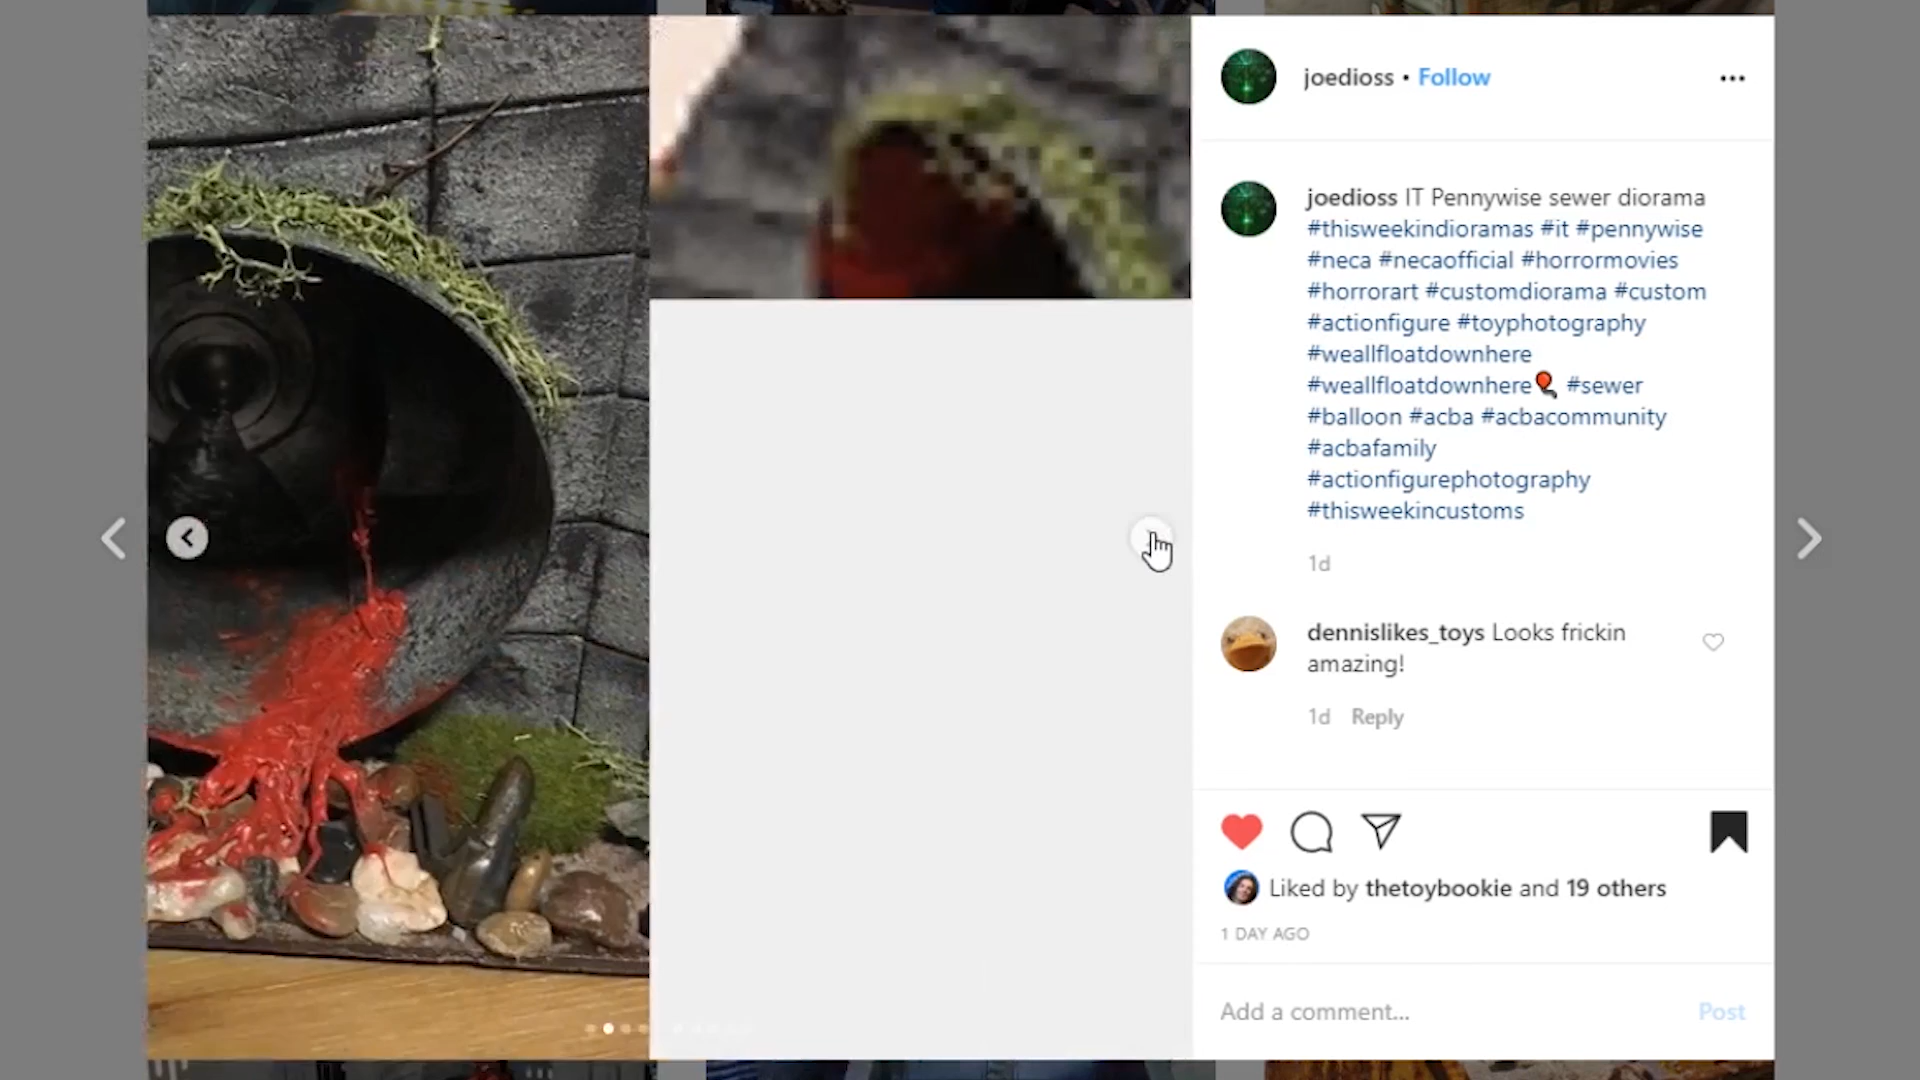 joedioss • Follow
joedioss IT Pennywise sewer diorama
#thisweekindioramas #it #pennywise
#neca #necaofficial #horrormovies
#horrorart #customdiorama #custom
#actionfigure #toyphotography
#weallfloatdownhere
#weallfloatdownhere🎈 #sewer
#balloon #acba #acbacommunity
#acbafamily
#actionfigurephotography
#thisweekincustoms
1d
dennislikes_toys Looks frickin
amazing!
1d Reply
Liked by thetoybookie and 19 others
1 DAY AGO
Add a comment... Post